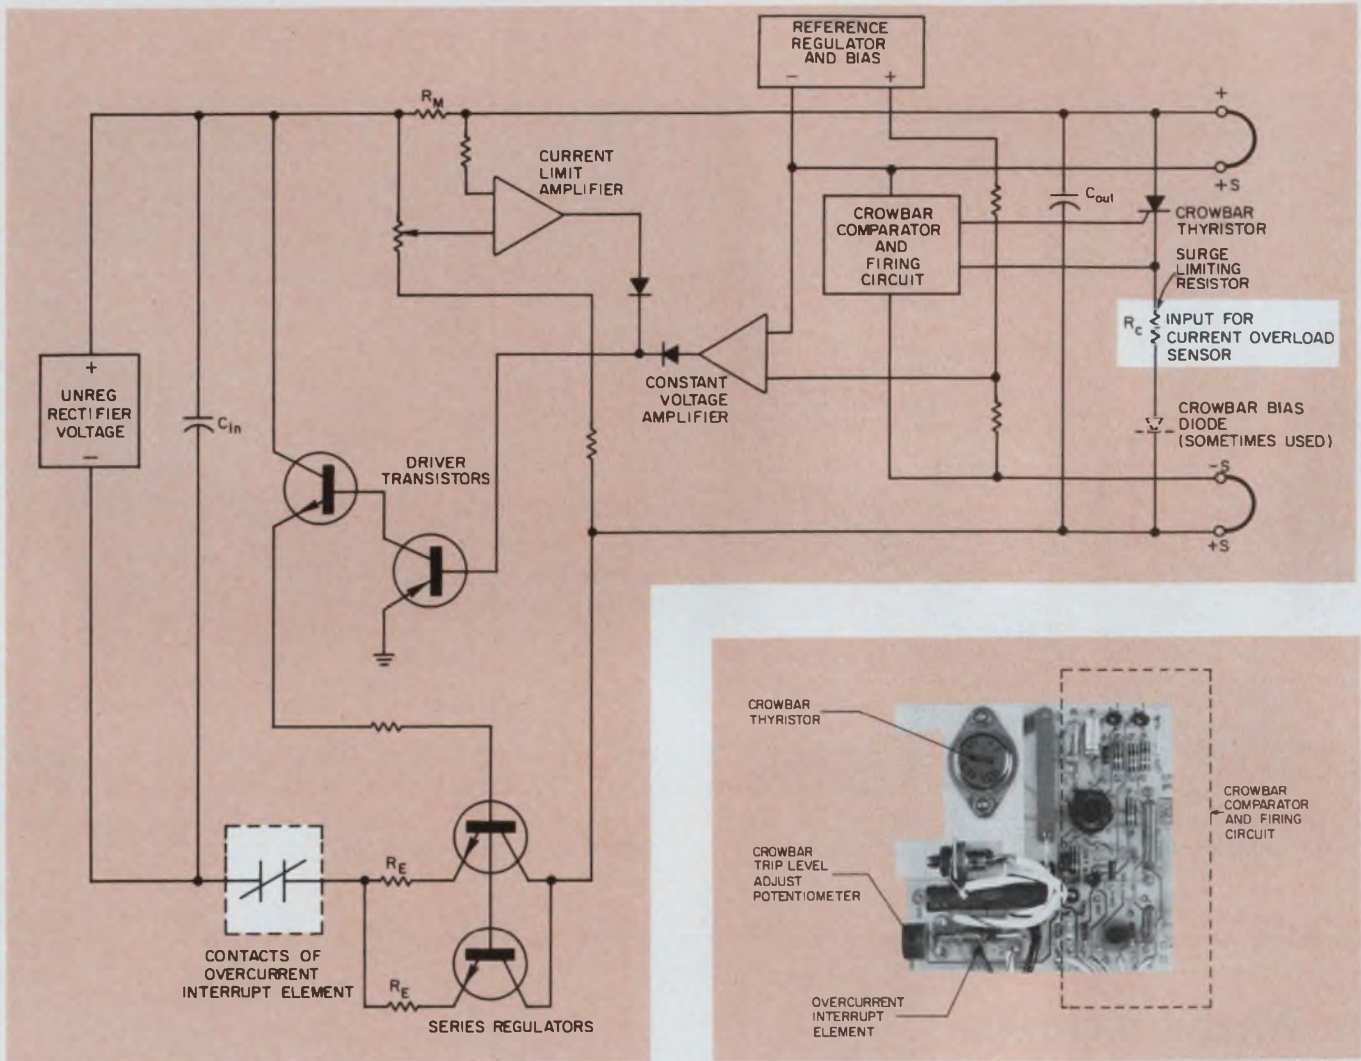 REFERENCE
REGULATOR
AND BIAS
- +
R_M
+
+S
CURRENT
LIMIT
AMPLIFIER
C_out
CROWBAR
COMPARATOR
AND
FIRING
CIRCUIT
CROWBAR
THYRISTOR
SURGE
LIMITING
RESISTOR
R_c
INPUT FOR
CURRENT OVERLOAD
SENSOR
+
UNREG
RECTIFIER
VOLTAGE
-
C_in
CONSTANT
VOLTAGE
AMPLIFIER
CROWBAR BIAS
DIODE
(SOMETIMES USED)
DRIVER
TRANSISTORS
-S
+S
R_E
R_E
CONTACTS OF
OVERCURRENT
INTERRUPT ELEMENT
SERIES REGULATORS
CROWBAR
THYRISTOR
CROWBAR
COMPARATOR
AND FIRING
CIRCUIT
CROWBAR
TRIP LEVEL
ADJUST
POTENTIOMETER
OVERCURRENT
INTERRUPT
ELEMENT